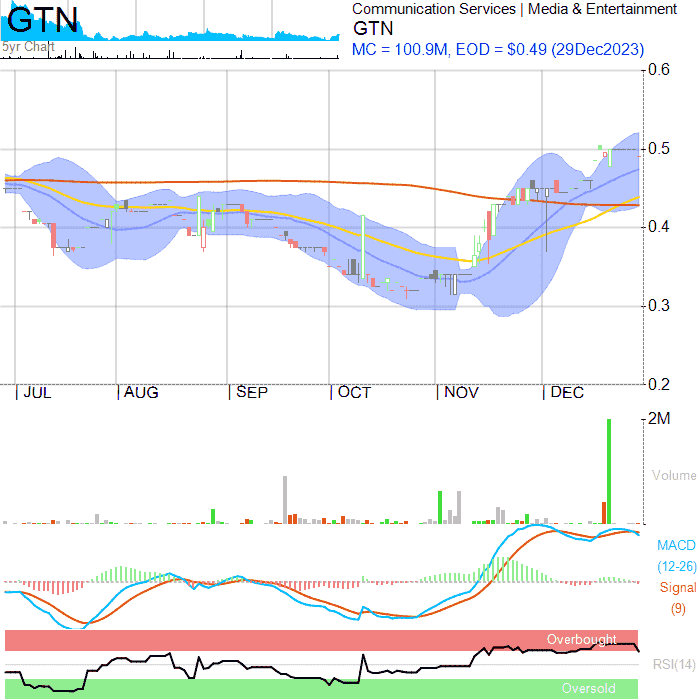 GTN
5yr Chart
Communication Services | Media & Entertainment
GTN
MC = 100.9M, EOD = $0.49 (29Dec2023)
0.6
0.5
0.4
0.3
0.2
JUL
AUG
SEP
OCT
NOV
DEC
2M
Volume
MACD
(12-26)
Signal
(9)
Overbought
RSI(14)
Oversold